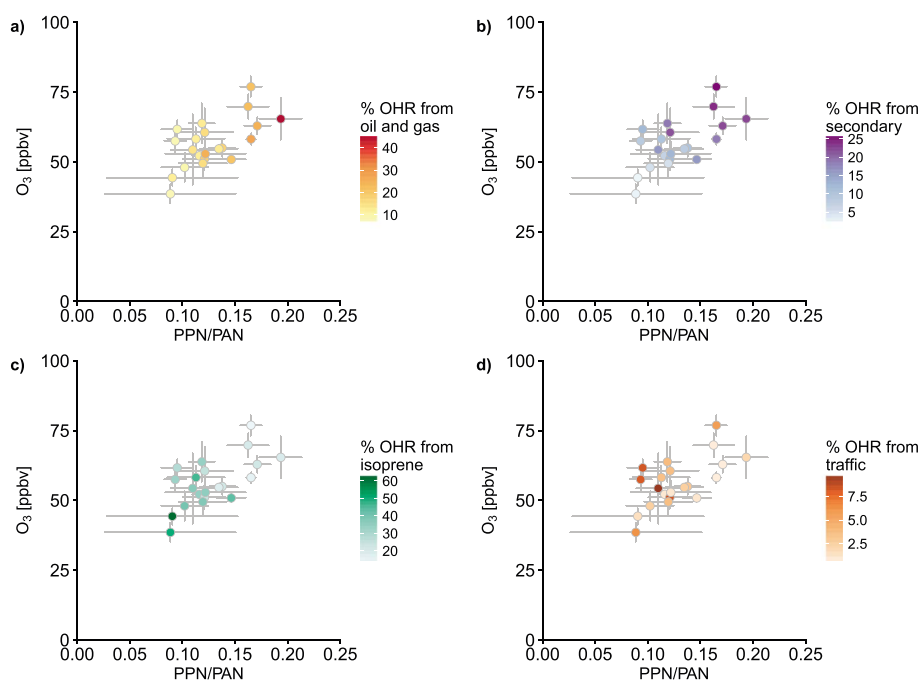 a)
100
75
50
25
0
O3 [ppbv]
0.00 0.05 0.10 0.15 0.20 0.25
PPN/PAN
% OHR from
oil and gas
40
30
20
10
b)
100
75
50
25
0
O3 [ppbv]
0.00 0.05 0.10 0.15 0.20 0.25
PPN/PAN
% OHR from
secondary
25
20
15
10
5
c)
100
75
50
25
0
O3 [ppbv]
0.00 0.05 0.10 0.15 0.20 0.25
PPN/PAN
% OHR from
isoprene
60
50
40
30
20
d)
100
75
50
25
0
O3 [ppbv]
0.00 0.05 0.10 0.15 0.20 0.25
PPN/PAN
% OHR from
traffic
7.5
5.0
2.5